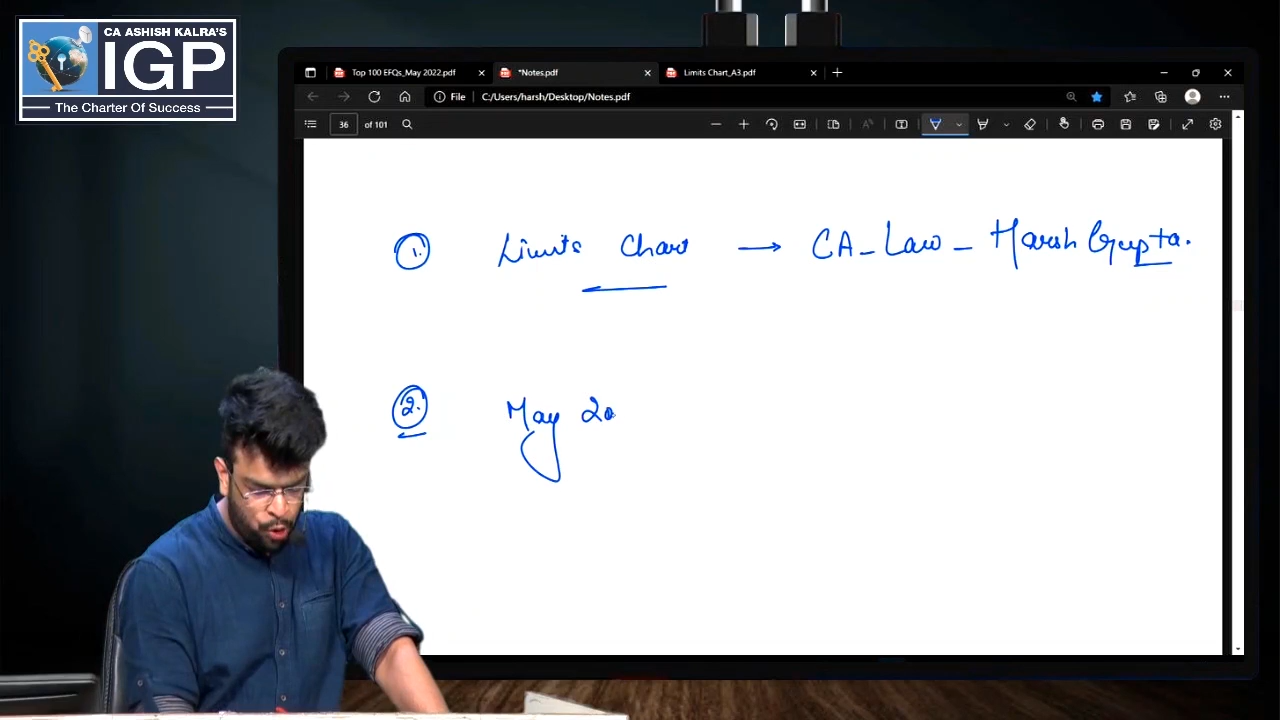 CA ASHISH KALRA'S
IGP
The Charter Of Success
Top 100 EFQs_May 2022.pdf
*Notes.pdf
Limits Chart_A3.pdf
File C:/Users/harsh/Desktop/Notes.pdf
36 of 101
1. Limits Chart → CA_Law_Harsh Gupta.
2. May 20